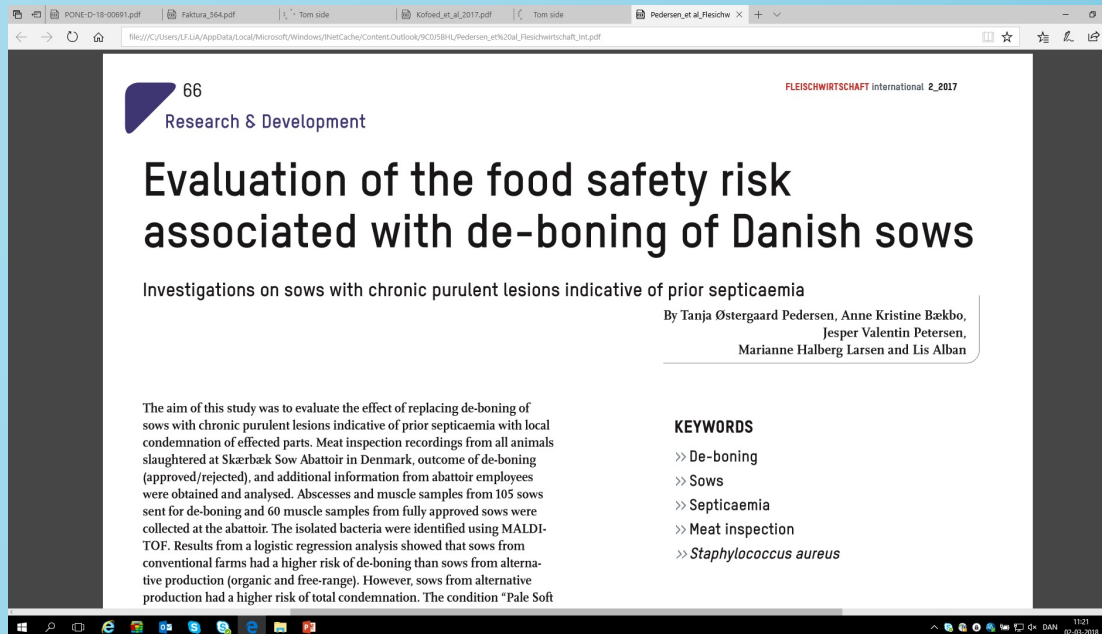 PONE-D-18-00691.pdf
Faktura_564.pdf
Tom side
Kofoed_et_al_2017.pdf
Tom side
Pedersen_et al_Flesichw
file:///C:/Users/LF.LiA/AppData/Local/Microsoft/Windows/INetCache/Content.Outlook/9C0J5BHL/Pedersen_et%20al_Flesichwirtschaft_Int.pdf
66
FLEISCHWIRTSCHAFT international 2_2017
Research & Development
Evaluation of the food safety risk
associated with de-boning of Danish sows
Investigations on sows with chronic purulent lesions indicative of prior septicaemia
By Tanja Østergaard Pedersen, Anne Kristine Bækbo,
Jesper Valentin Petersen,
Marianne Halberg Larsen and Lis Alban
The aim of this study was to evaluate the effect of replacing de-boning of
sows with chronic purulent lesions indicative of prior septicaemia with local
condemnation of effected parts. Meat inspection recordings from all animals
slaughtered at Skærbæk Sow Abattoir in Denmark, outcome of de-boning
(approved/rejected), and additional information from abattoir employees
were obtained and analysed. Abscesses and muscle samples from 105 sows
sent for de-boning and 60 muscle samples from fully approved sows were
collected at the abattoir. The isolated bacteria were identified using MALDI-
TOF. Results from a logistic regression analysis showed that sows from
conventional farms had a higher risk of de-boning than sows from alterna-
tive production (organic and free-range). However, sows from alternative
production had a higher risk of total condemnation. The condition “Pale Soft
KEYWORDS
>> De-boning
>> Sows
>> Septicaemia
>> Meat inspection
>> Staphylococcus aureus
DAN
11:21
02-03-2018